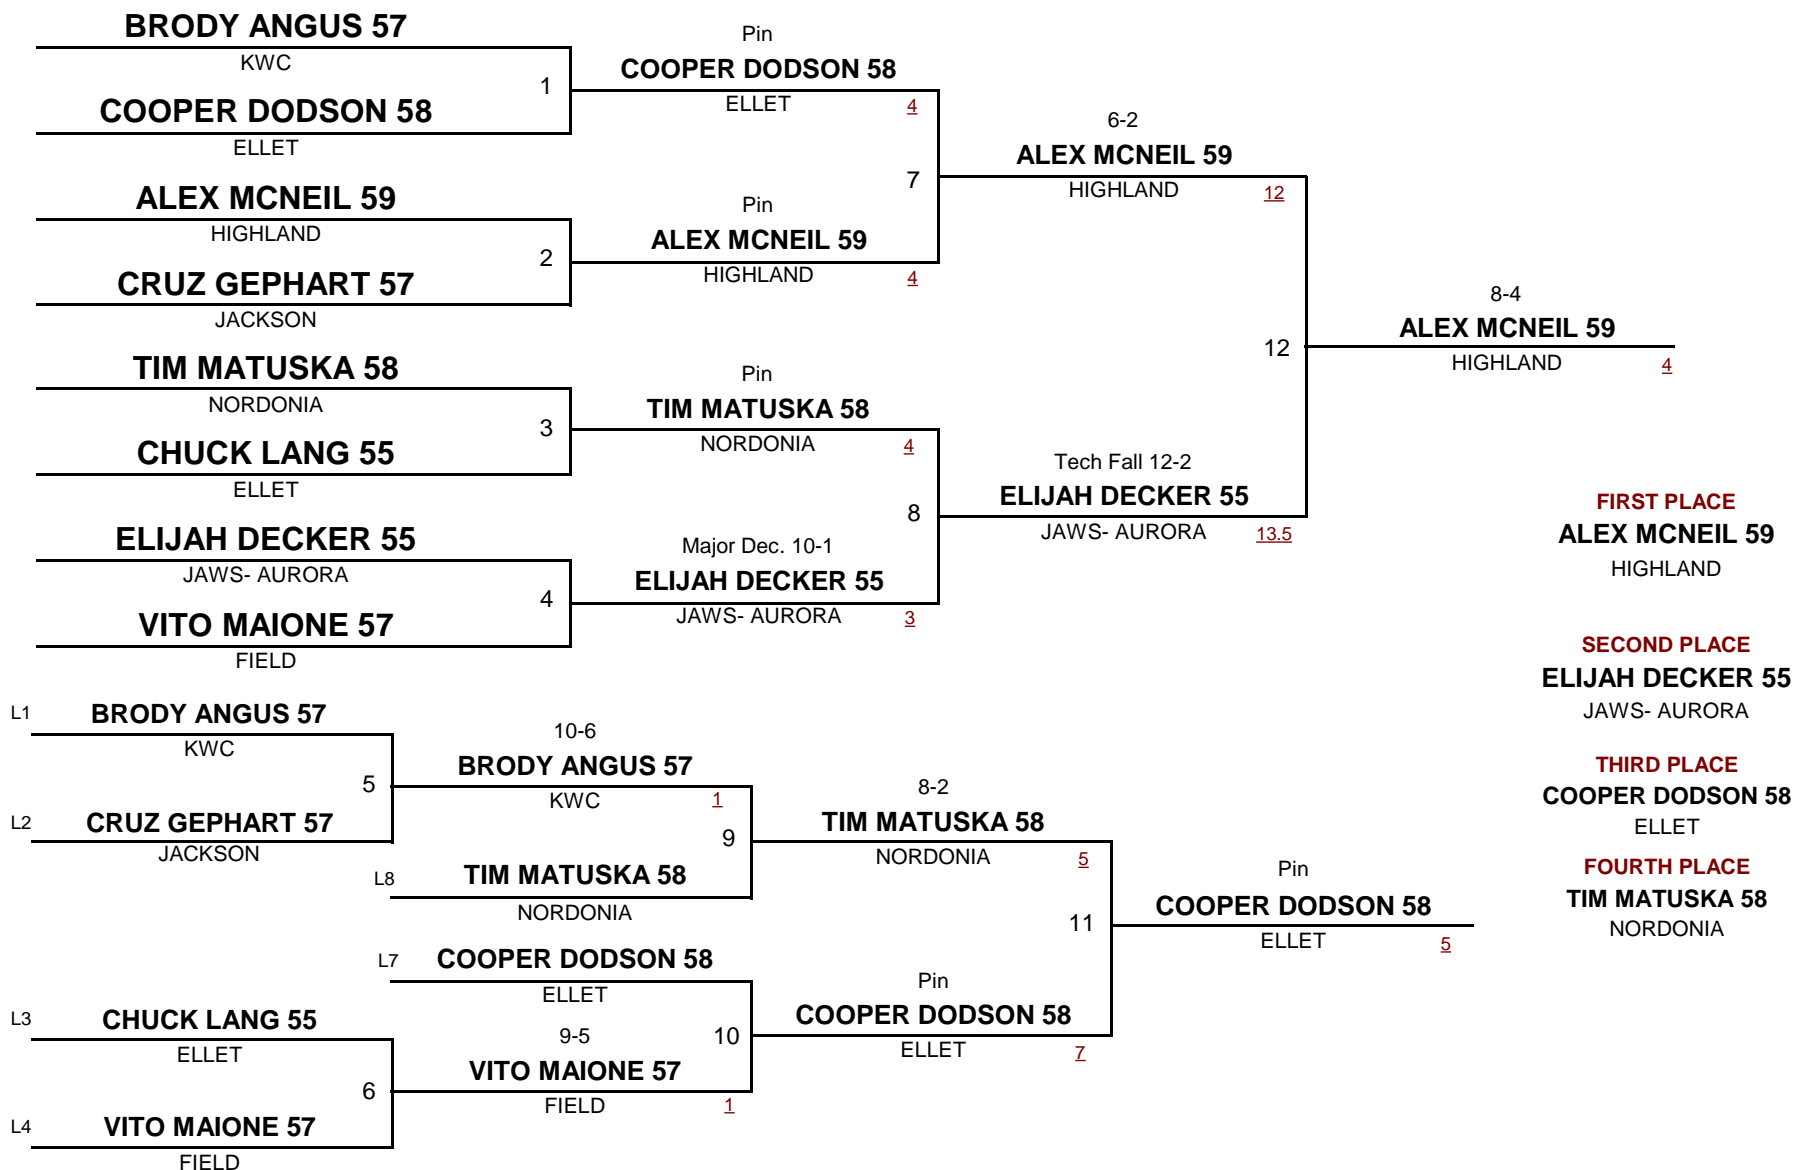 BRODY ANGUS 57
KWC
1
COOPER DODSON 58
ELLET
Pin
COOPER DODSON 58
ELLET
4
ALEX MCNEIL 59
HIGHLAND
2
CRUZ GEPHART 57
JACKSON
Pin
ALEX MCNEIL 59
HIGHLAND
4
7
6-2
ALEX MCNEIL 59
HIGHLAND
12
TIM MATUSKA 58
NORDONIA
3
CHUCK LANG 55
ELLET
Pin
TIM MATUSKA 58
NORDONIA
4
ELIJAH DECKER 55
JAWS- AURORA
4
VITO MAIONE 57
FIELD
Major Dec. 10-1
ELIJAH DECKER 55
JAWS- AURORA
3
8
Tech Fall 12-2
ELIJAH DECKER 55
JAWS- AURORA
13.5
12
8-4
ALEX MCNEIL 59
HIGHLAND
4
FIRST PLACE
ALEX MCNEIL 59
HIGHLAND
SECOND PLACE
ELIJAH DECKER 55
JAWS- AURORA
THIRD PLACE
COOPER DODSON 58
ELLET
FOURTH PLACE
TIM MATUSKA 58
NORDONIA
L1 BRODY ANGUS 57
KWC
5
L2 CRUZ GEPHART 57
JACKSON
10-6
BRODY ANGUS 57
KWC
1
9
L8 TIM MATUSKA 58
NORDONIA
8-2
TIM MATUSKA 58
NORDONIA
5
L7 COOPER DODSON 58
ELLET
L3 CHUCK LANG 55
ELLET
6
L4 VITO MAIONE 57
FIELD
9-5
VITO MAIONE 57
FIELD
1
10
Pin
COOPER DODSON 58
ELLET
7
11
Pin
COOPER DODSON 58
ELLET
5